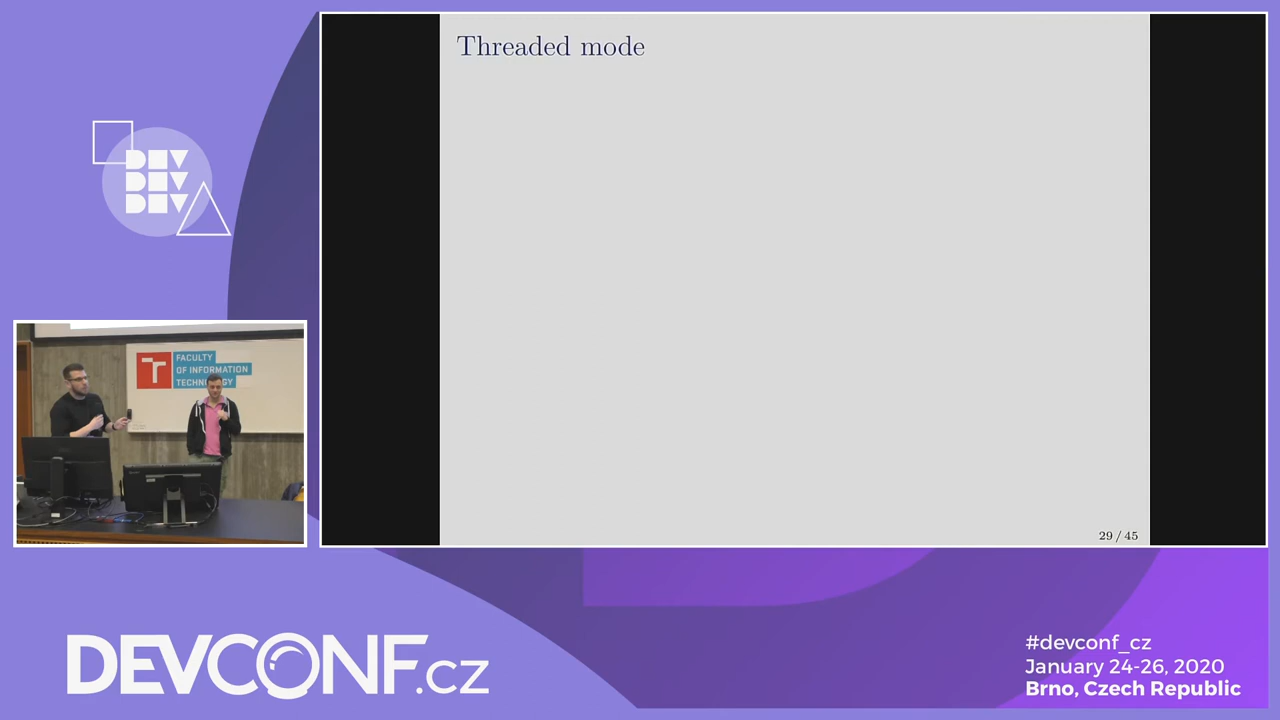 Threaded mode
29 / 45
DEV
DEV
DEV
FACULTY
OF INFORMATION
DEVCONF.cz
#devconf_cz
January 24-26, 2020
Brno, Czech Republic